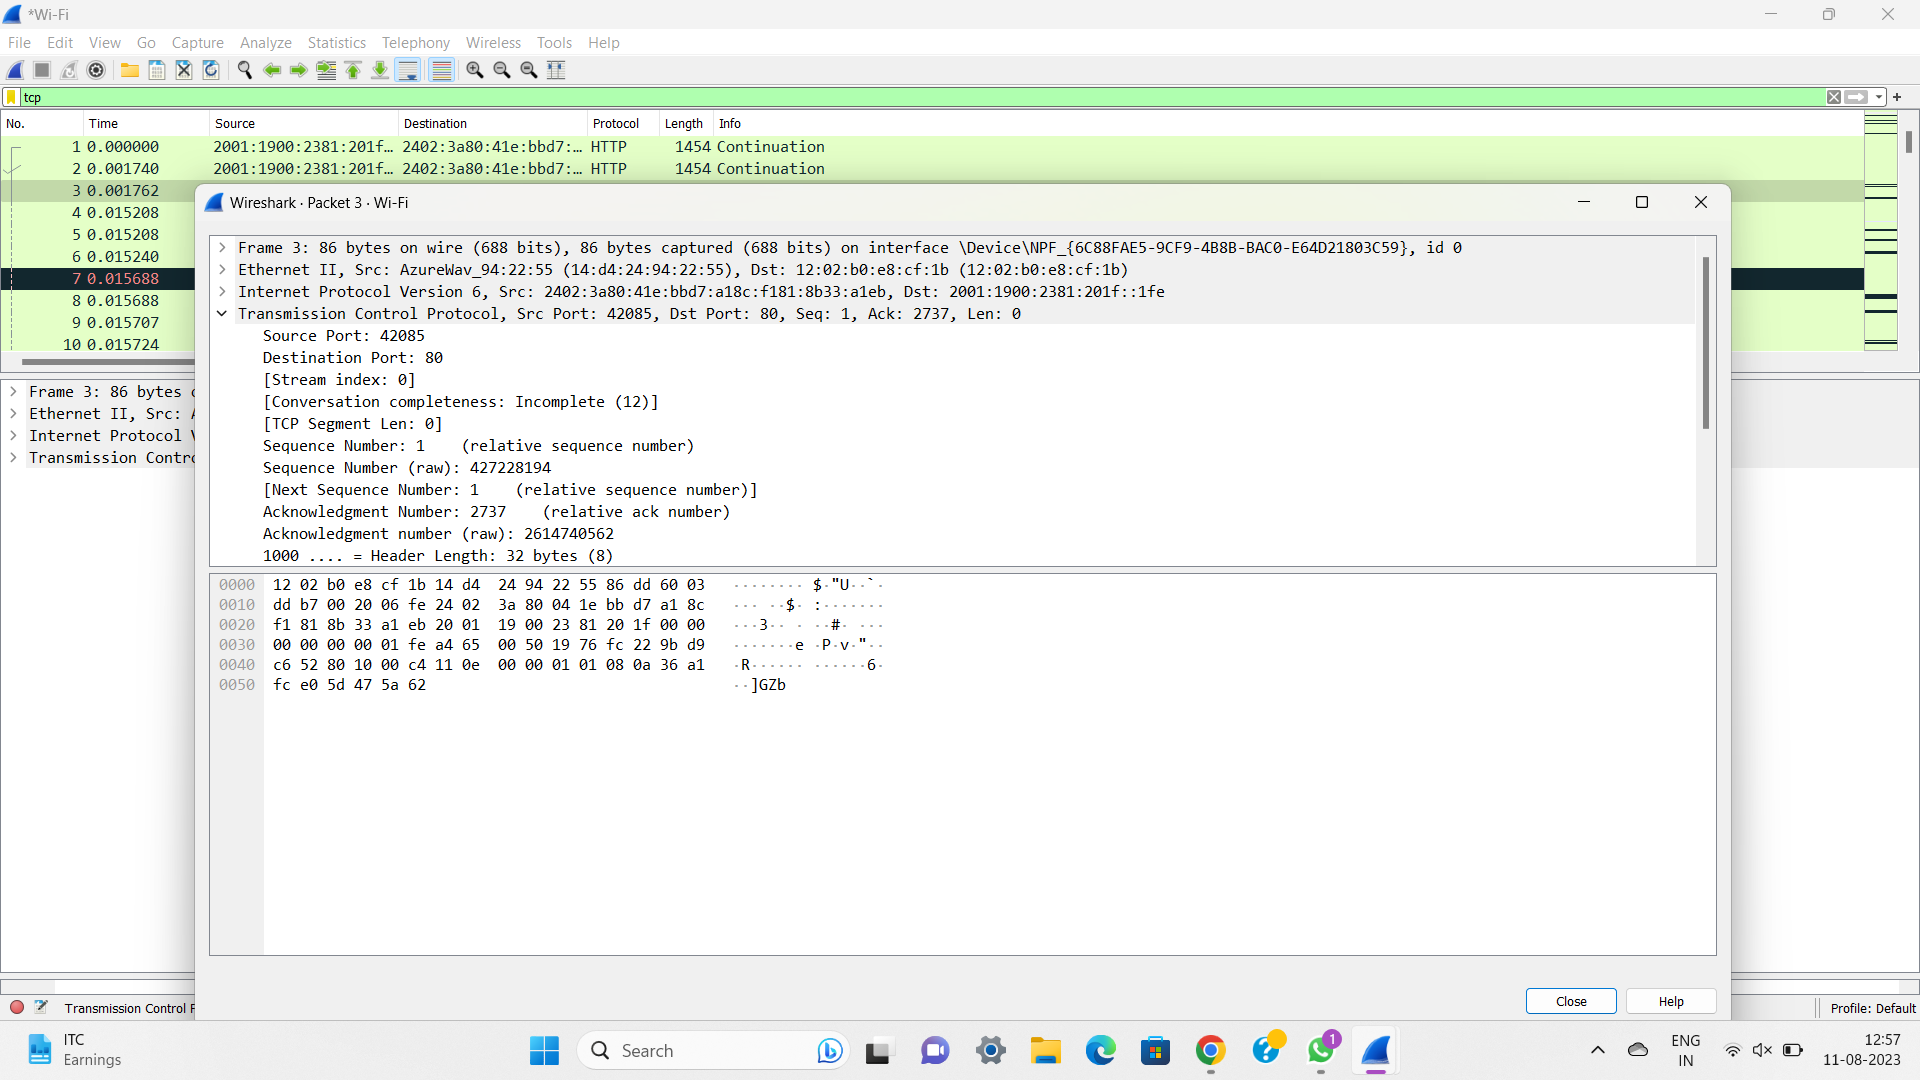 *Wi-Fi
File Edit View Go Capture Analyze Statistics Telephony Wireless Tools Help
tcp
No. Time Source Destination Protocol Length Info
1 0.000000 2001:1900:2381:201f… 2402:3a80:41e:bbd7:… HTTP 1454 Continuation
2 0.001740 2001:1900:2381:201f… 2402:3a80:41e:bbd7:… HTTP 1454 Continuation
3 0.001762
4 0.015208
5 0.015208
6 0.015240
7 0.015688
8 0.015688
9 0.015707
10 0.015724
Frame 3: 86 bytes
Ethernet II, Src:
Internet Protocol
Transmission Contr
Wireshark · Packet 3 · Wi-Fi
Frame 3: 86 bytes on wire (688 bits), 86 bytes captured (688 bits) on interface \Device\NPF_{6C88FAE5-9CF9-4B8B-BAC0-E64D21803C59}, id 0
Ethernet II, Src: AzureWav_94:22:55 (14:d4:24:94:22:55), Dst: 12:02:b0:e8:cf:1b (12:02:b0:e8:cf:1b)
Internet Protocol Version 6, Src: 2402:3a80:41e:bbd7:a18c:f181:8b33:a1eb, Dst: 2001:1900:2381:201f::1fe
Transmission Control Protocol, Src Port: 42085, Dst Port: 80, Seq: 1, Ack: 2737, Len: 0
Source Port: 42085
Destination Port: 80
[Stream index: 0]
[Conversation completeness: Incomplete (12)]
[TCP Segment Len: 0]
Sequence Number: 1 (relative sequence number)
Sequence Number (raw): 427228194
[Next Sequence Number: 1 (relative sequence number)]
Acknowledgment Number: 2737 (relative ack number)
Acknowledgment number (raw): 2614740562
1000 .... = Header Length: 32 bytes (8)
0000 12 02 b0 e8 cf 1b 14 d4 24 94 22 55 86 dd 60 03 ········ $·"U··`·
0010 dd b7 00 20 06 fe 24 02 3a 80 04 1e bb d7 a1 8c ··· ··$· :·······
0020 f1 81 8b 33 a1 eb 20 01 19 00 23 81 20 1f 00 00 ···3·· · ··#· ···
0030 00 00 00 00 01 fe a4 65 00 50 19 76 fc 22 9b d9 ·······e ·P·v·"··
0040 c6 52 80 10 00 c4 11 0e 00 00 01 01 08 0a 36 a1 ·R······ ······6·
0050 fc e0 5d 47 5a 62 ··]GZb
Close Help
Transmission Control Profile: Default
ITC
Earnings
Search
1
ENG
IN
12:57
11-08-2023